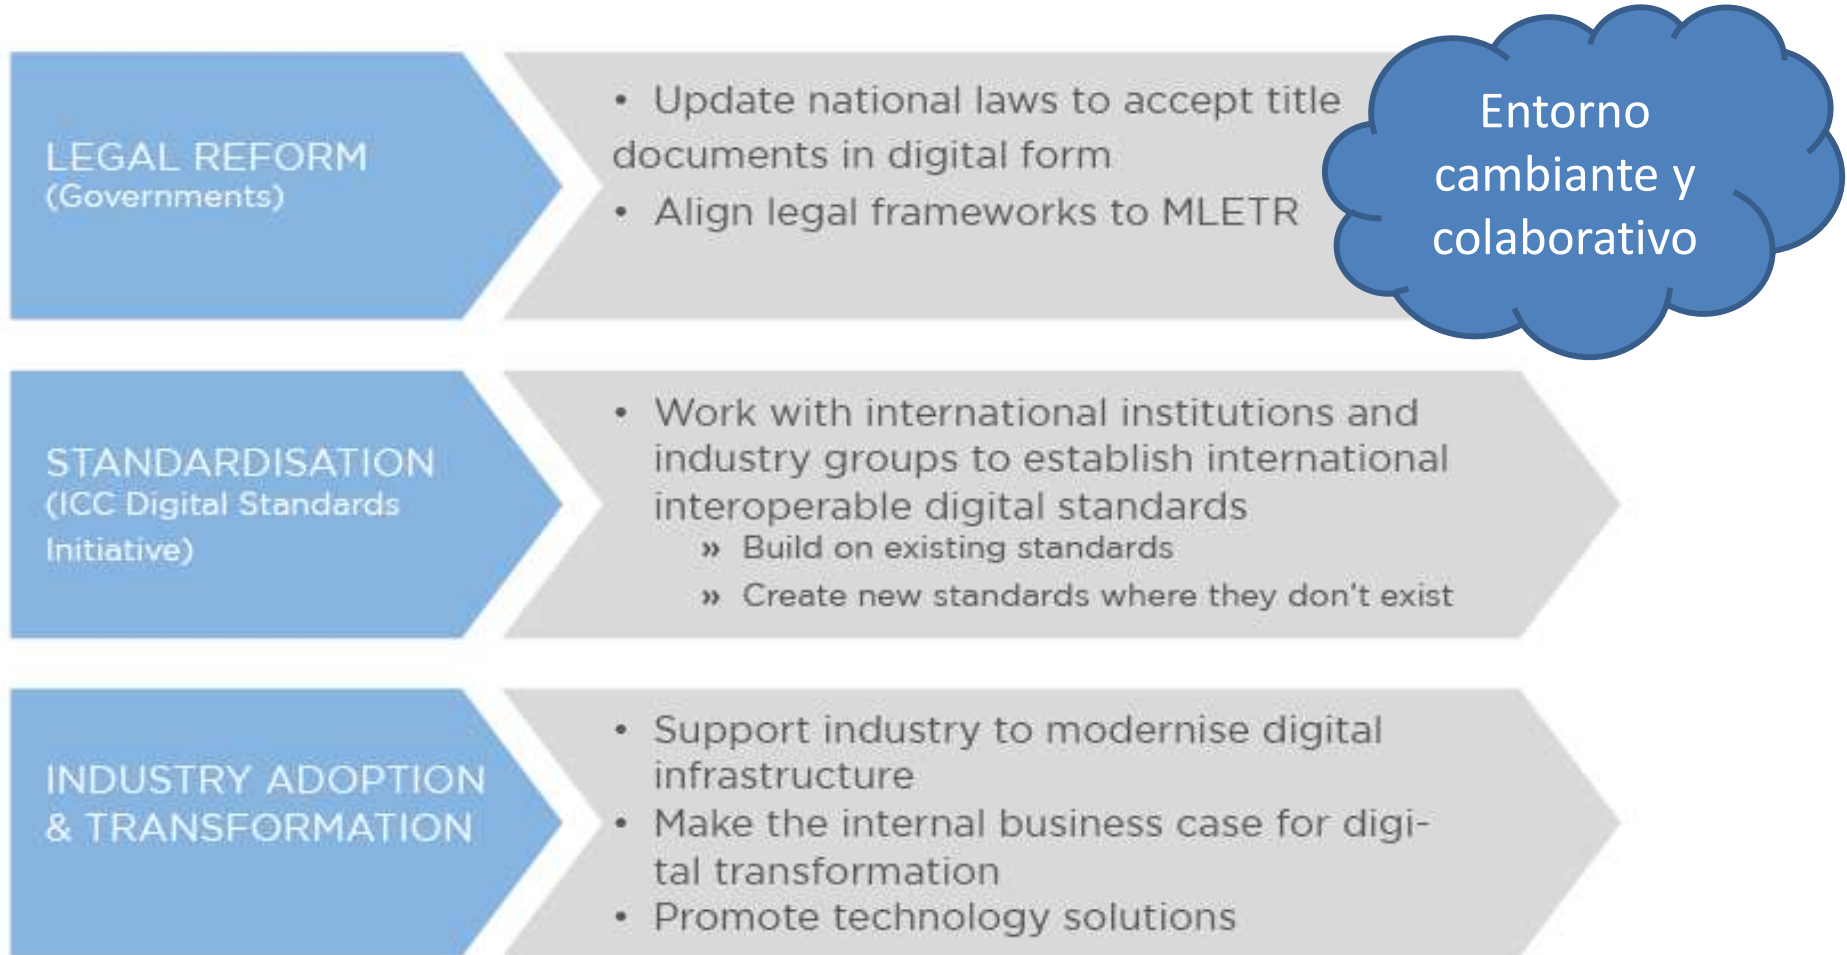 LEGAL REFORM
(Governments)
• Update national laws to accept title
documents in digital form
• Align legal frameworks to MLETR
Entorno
cambiante y
colaborativo
STANDARDISATION
(ICC Digital Standards
Initiative)
• Work with international institutions and
industry groups to establish international
interoperable digital standards
» Build on existing standards
» Create new standards where they don't exist
INDUSTRY ADOPTION
& TRANSFORMATION
• Support industry to modernise digital
infrastructure
• Make the internal business case for digi-
tal transformation
• Promote technology solutions